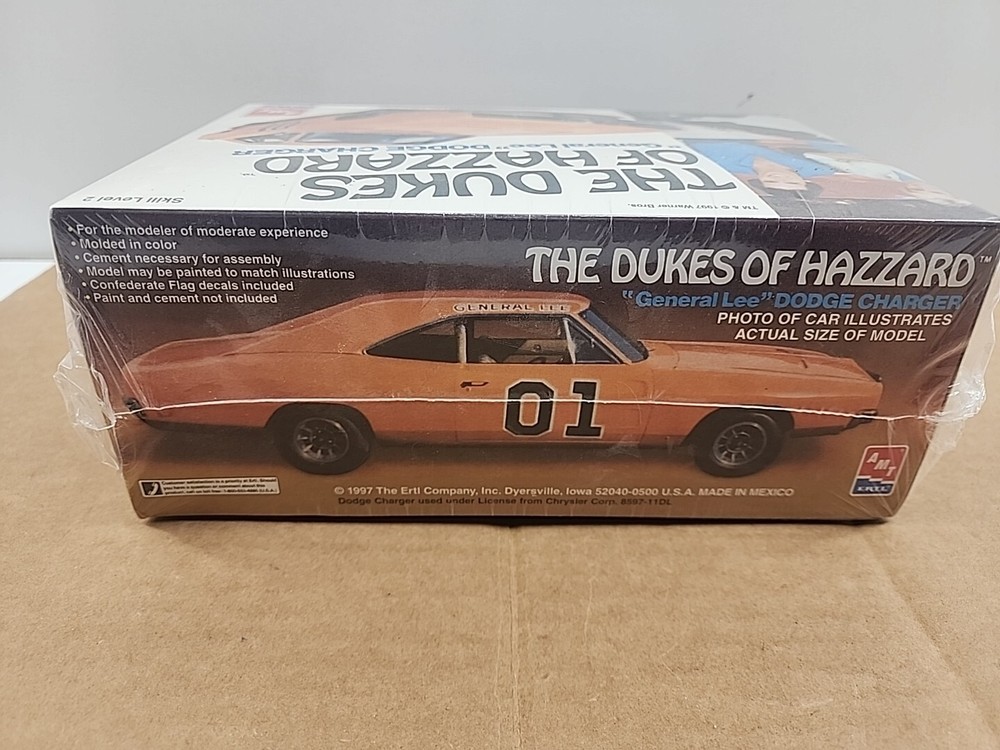 THE DUKES
OF HAZZARD™
"General Lee" DODGE CHARGER
Skill Level 2
TM & © 1997 Warner Bros.
• For the modeler of moderate experience
• Molded in color
• Cement necessary for assembly
• Model may be painted to match illustrations
• Confederate Flag decals included
• Paint and cement not included
THE DUKES OF HAZZARD™
"General Lee" DODGE CHARGER
PHOTO OF CAR ILLUSTRATES
ACTUAL SIZE OF MODEL
GENERAL LEE
01
AMT
ERTL
© 1997 The Ertl Company, Inc. Dyersville, Iowa 52040-0500 U.S.A. MADE IN MEXICO
Dodge Charger used under License from Chrysler Corp. 8597-11DL